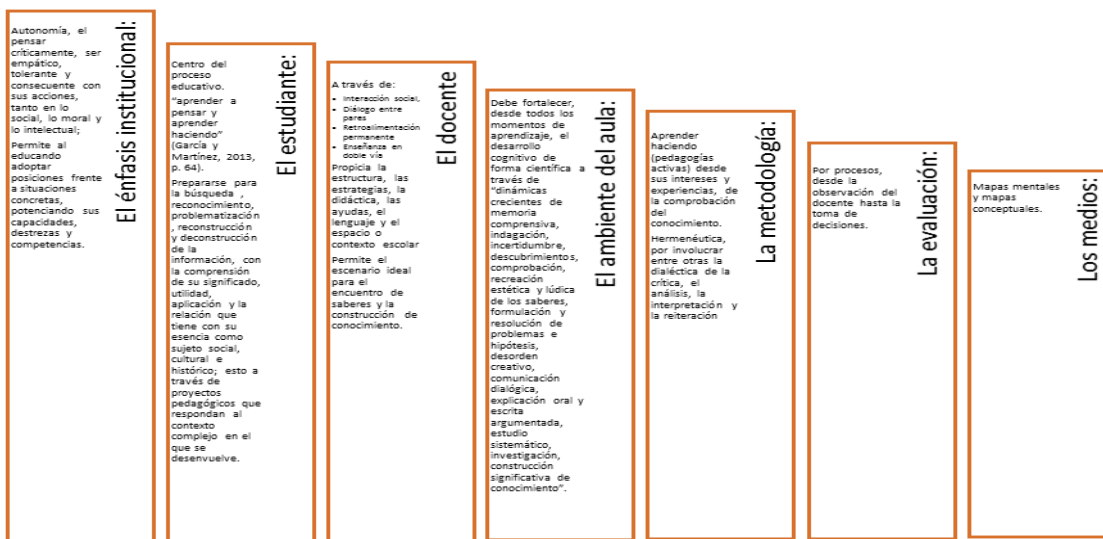 El énfasis institucional:
Autonomía, el
pensar
críticamente, ser
empático,
tolerante y
consecuente con
sus acciones,
tanto en lo
social, lo moral y
lo intelectual;
Permite al
educando
adoptar
posiciones frente
a situaciones
concretas,
potenciando sus
capacidades,
destrezas y
competencias.
El estudiante:
Centro del
proceso
educativo.
“aprender a
pensar y
aprender
haciendo”
(García y
Martínez, 2013,
p. 64).
Prepararse para
la búsqueda ,
reconocimiento,
problematización
, reconstrucción
y deconstrucción
de la
información, con
la comprensión
de su significado,
utilidad,
aplicación y la
relación que
tiene con su
esencia como
sujeto social,
cultural e
histórico; esto a
través de
proyectos
pedagógicos que
respondan al
contexto
complejo en el
que se
desenvuelve.
El docente
A través de:
• Interacción social,
• Diálogo entre
pares
• Retroalimentación
permanente
• Enseñanza en
doble vía
Propicia la
estructura, las
estrategias, la
didáctica, las
ayudas, el
lenguaje y el
espacio o
contexto escolar
Permite el
escenario ideal
para el
encuentro de
saberes y la
construcción de
conocimiento.
El ambiente del aula:
Debe fortalecer,
desde todos los
momentos de
aprendizaje, el
desarrollo
cognitivo de
forma científica a
través de
“dinámicas
crecientes de
memoria
comprensiva,
indagación,
incertidumbre,
descubrimientos,
comprobación,
recreación
estética y lúdica
de los saberes,
formulación y
resolución de
problemas e
hipótesis,
desorden
creativo,
comunicación
dialógica,
explicación oral y
escrita
argumentada,
estudio
sistemático,
investigación,
construcción
significativa de
conocimiento”.
La metodología:
Aprender
haciendo
(pedagogías
activas) desde
sus intereses y
experiencias, de
la comprobación
del
conocimiento.
Hermenéutica,
por involucrar
entre otras la
dialéctica de la
crítica, el
análisis, la
interpretación y
la reiteración
La evaluación:
Por procesos,
desde la
observación del
docente hasta la
toma de
decisiones.
Los medios:
Mapas mentales
y mapas
conceptuales.